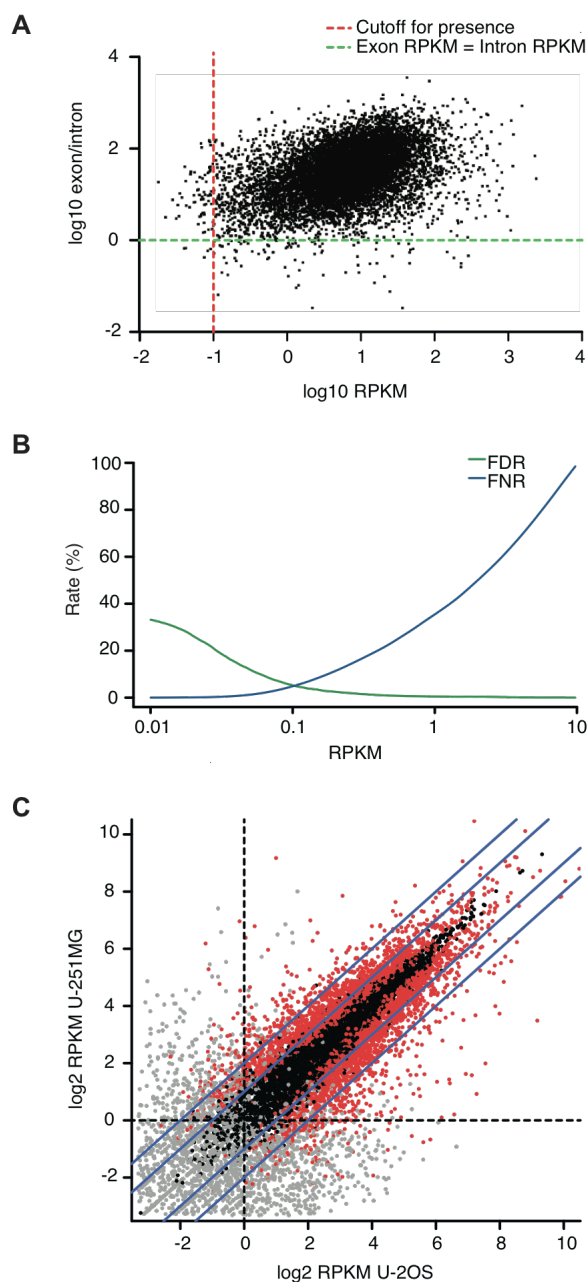 A
Cutoff for presence
Exon RPKM = Intron RPKM
log10 exon/intron
4
2
0
-2
-2 -1 0 1 2 3 4
log10 RPKM
B
FDR
FNR
Rate (%)
100
80
60
40
20
0
0.01 0.1 1 10
RPKM
C
log2 RPKM U-251MG
10
8
6
4
2
0
-2
-2 0 2 4 6 8 10
log2 RPKM U-2OS